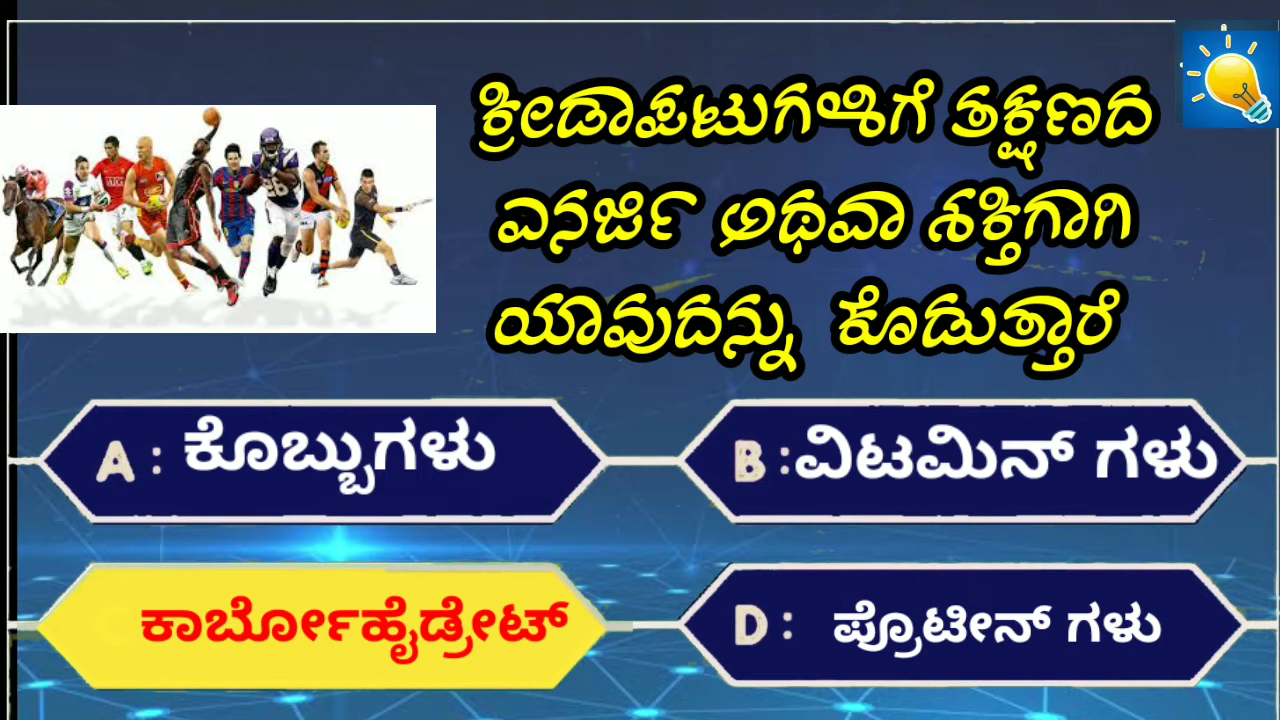 ಕ್ರೀಡಾಪಟುಗಳಿಗೆ ತಕ್ಷಣದ
ಎನರ್ಜಿ ಅಥವಾ ಶಕ್ತಿಗಾಗಿ
ಯಾವುದನ್ನು ಕೊಡುತ್ತಾರೆ
A : ಕೊಬ್ಬುಗಳು
B : ವಿಟಮಿನ್ ಗಳು
ಕಾರ್ಬೋಹೈಡ್ರೇಟ್
D : ಪ್ರೊಟೀನ್ ಗಳು